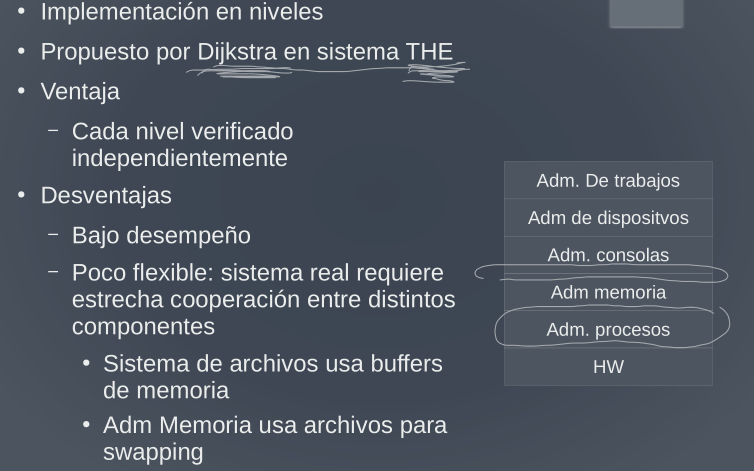 • Implementación en niveles
• Propuesto por Dijkstra en sistema THE
• Ventaja
– Cada nivel verificado
independientemente
• Desventajas
– Bajo desempeño
– Poco flexible: sistema real requiere
estrecha cooperación entre distintos
componentes
• Sistema de archivos usa buffers
de memoria
• Adm Memoria usa archivos para
swapping
Adm. De trabajos
Adm de dispositvos
Adm. consolas
Adm memoria
Adm. procesos
HW